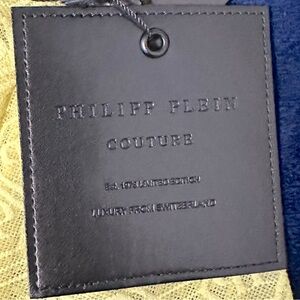 PHILIPP PLEIN
COUTURE
LIMITED EDITION
LUXURY FROM SWITZERLAND